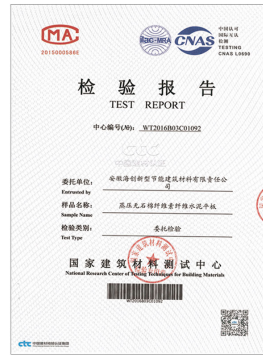 MA
2015000588E
ilac-MRA
CNAS
中国认可
国际互认
检测
TESTING
CNAS L0666
检 验 报 告
TEST REPORT
中心编号(№): WT2016B03C01092
委托单位: 安徽海创新型节能建筑材料有限责任公
司
Client
样品名称: 蒸压无石棉纤维素纤维水泥平板
Sample Name
检验类别: 委托检验
Test Type
国家建筑材料测试中心
National Research Center of Testing Techniques for Building Materials
WT2016B03C01092
ctc